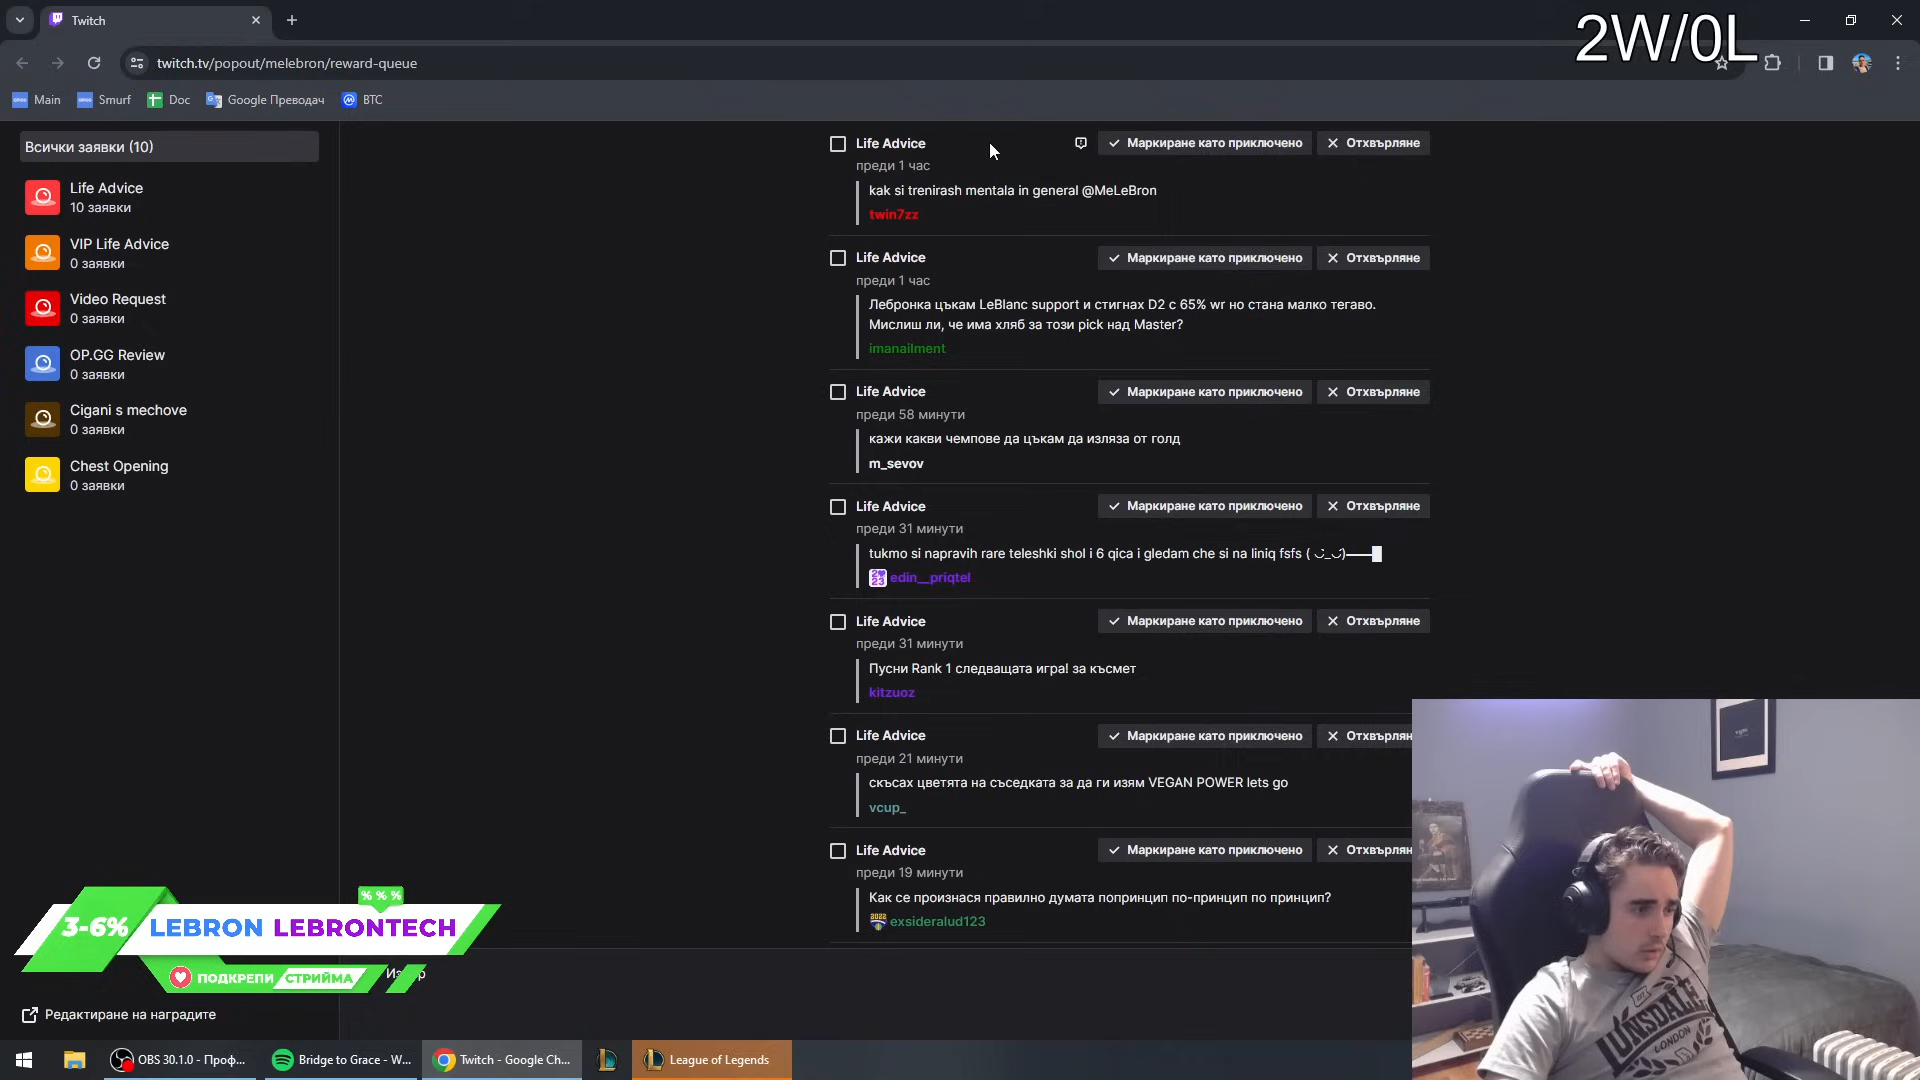 Twitch
2W/0L
twitch.tv/popout/melebron/reward-queue
Main
Smurf
Doc
Google Преводач
BTC
Всички заявки (10)
Life Advice
10 заявки
VIP Life Advice
0 заявки
Video Request
0 заявки
OP.GG Review
0 заявки
Cigani s mechove
0 заявки
Chest Opening
0 заявки
Life Advice
Маркиране като приключено
Отхвърляне
преди 1 час
kak si trenirash mentala in general @MeLeBron
twin7zz
Life Advice
Маркиране като приключено
Отхвърляне
преди 1 час
Лебронка цъкам LeBlanc support и стигнах D2 с 65% wr но стана малко тегаво.
Мислиш ли, че има хляб за този pick над Master?
imanailment
Life Advice
Маркиране като приключено
Отхвърляне
преди 58 минути
кажи какви чемпове да цъкам да изляза от голд
m_sevov
Life Advice
Маркиране като приключено
Отхвърляне
преди 31 минути
tukmo si napravih rare teleshki shol i 6 qica i gledam che si na liniq fsfs
edin__priqtel
Life Advice
Маркиране като приключено
Отхвърляне
преди 31 минути
Пусни Rank 1 следващата игра! за късмет
kitzuoz
Life Advice
Маркиране като приключено
Отхвърлян
преди 21 минути
скъсах цветята на съседката за да ги изям VEGAN POWER lets go
vcup_
Life Advice
Маркиране като приключено
Отхвърлян
преди 19 минути
Как се произнася правилно думата попринцип по-принцип по принцип?
exsideralud123
% % %
3-6%
LEBRON LEBRONTECH
ПОДКРЕПИ СТРИЙМА
Редактиране на наградите
OBS 30.1.0 - Проф...
Bridge to Grace - W...
Twitch - Google Ch...
League of Legends
LONSDALE
LONDON